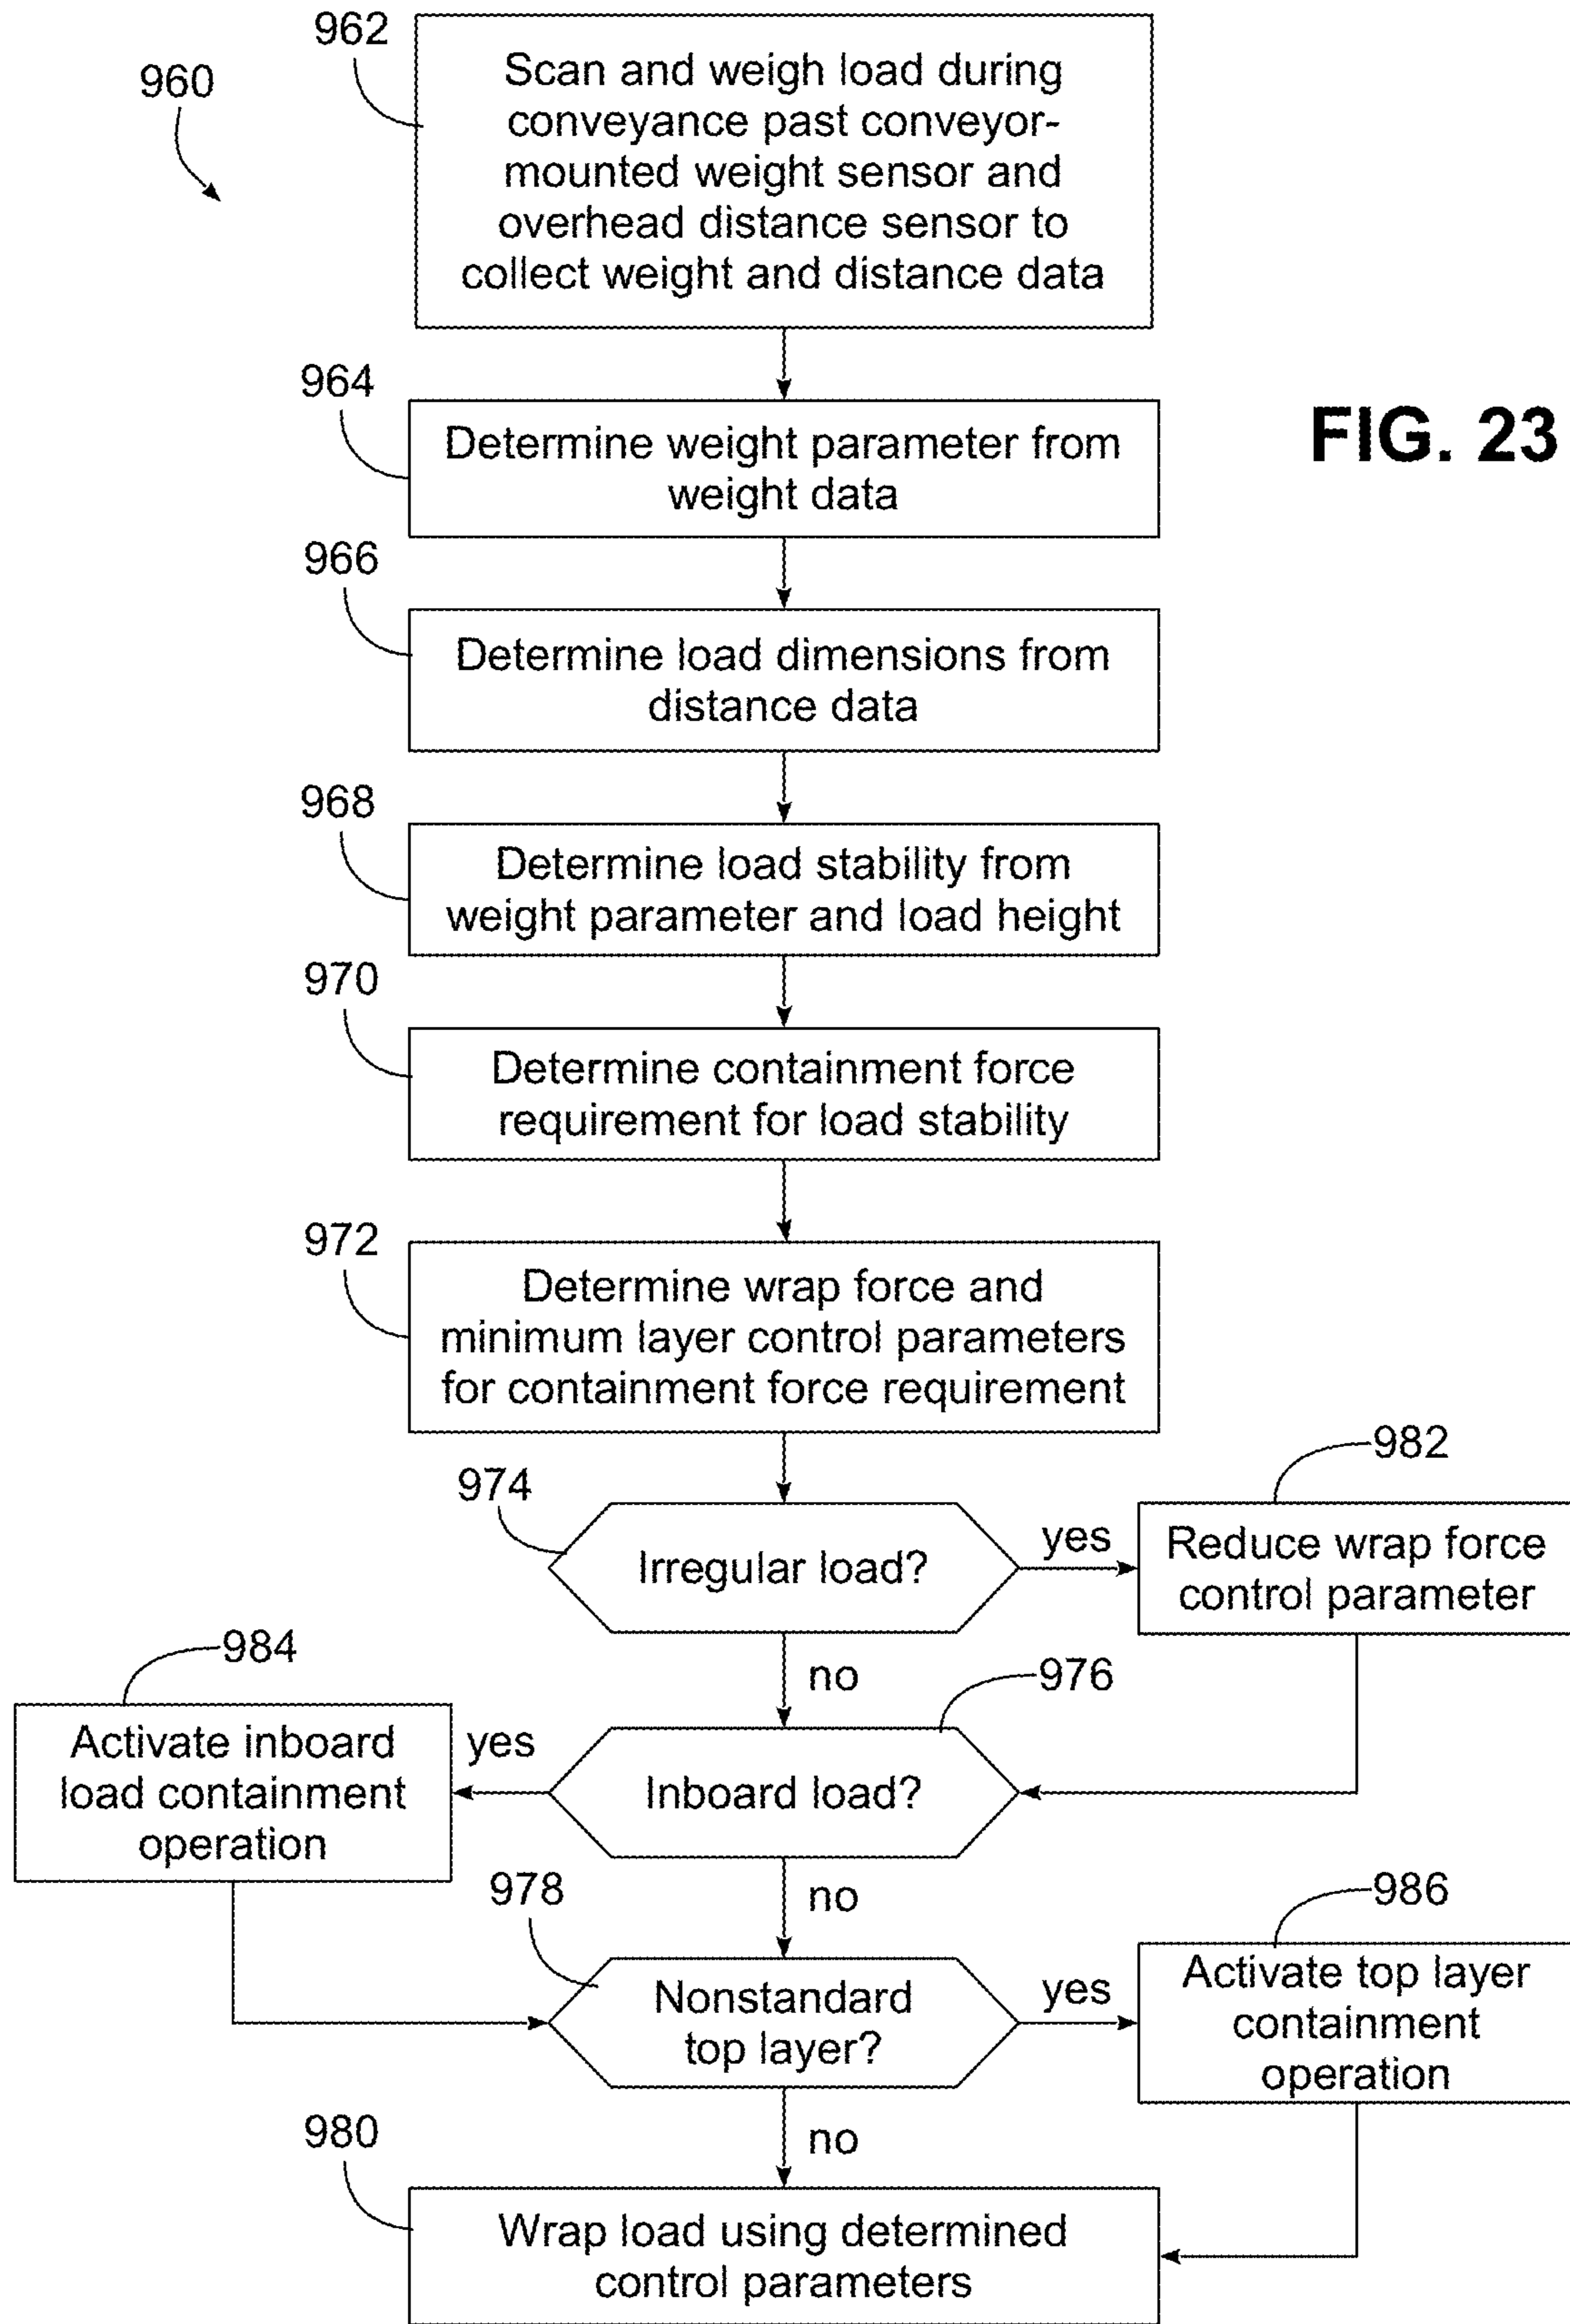 962
960
Scan and weigh load during
conveyance past conveyor-
mounted weight sensor and
overhead distance sensor to
collect weight and distance data
FIG. 23
964
Determine weight parameter from
weight data
966
Determine load dimensions from
distance data
968
Determine load stability from
weight parameter and load height
970
Determine containment force
requirement for load stability
972
Determine wrap force and
minimum layer control parameters
for containment force requirement
974
Irregular load?
yes
982
Reduce wrap force
control parameter
no
976
984
Activate inboard
load containment
operation
yes
Inboard load?
no
978
Nonstandard
top layer?
yes
986
Activate top layer
containment
operation
no
980
Wrap load using determined
control parameters